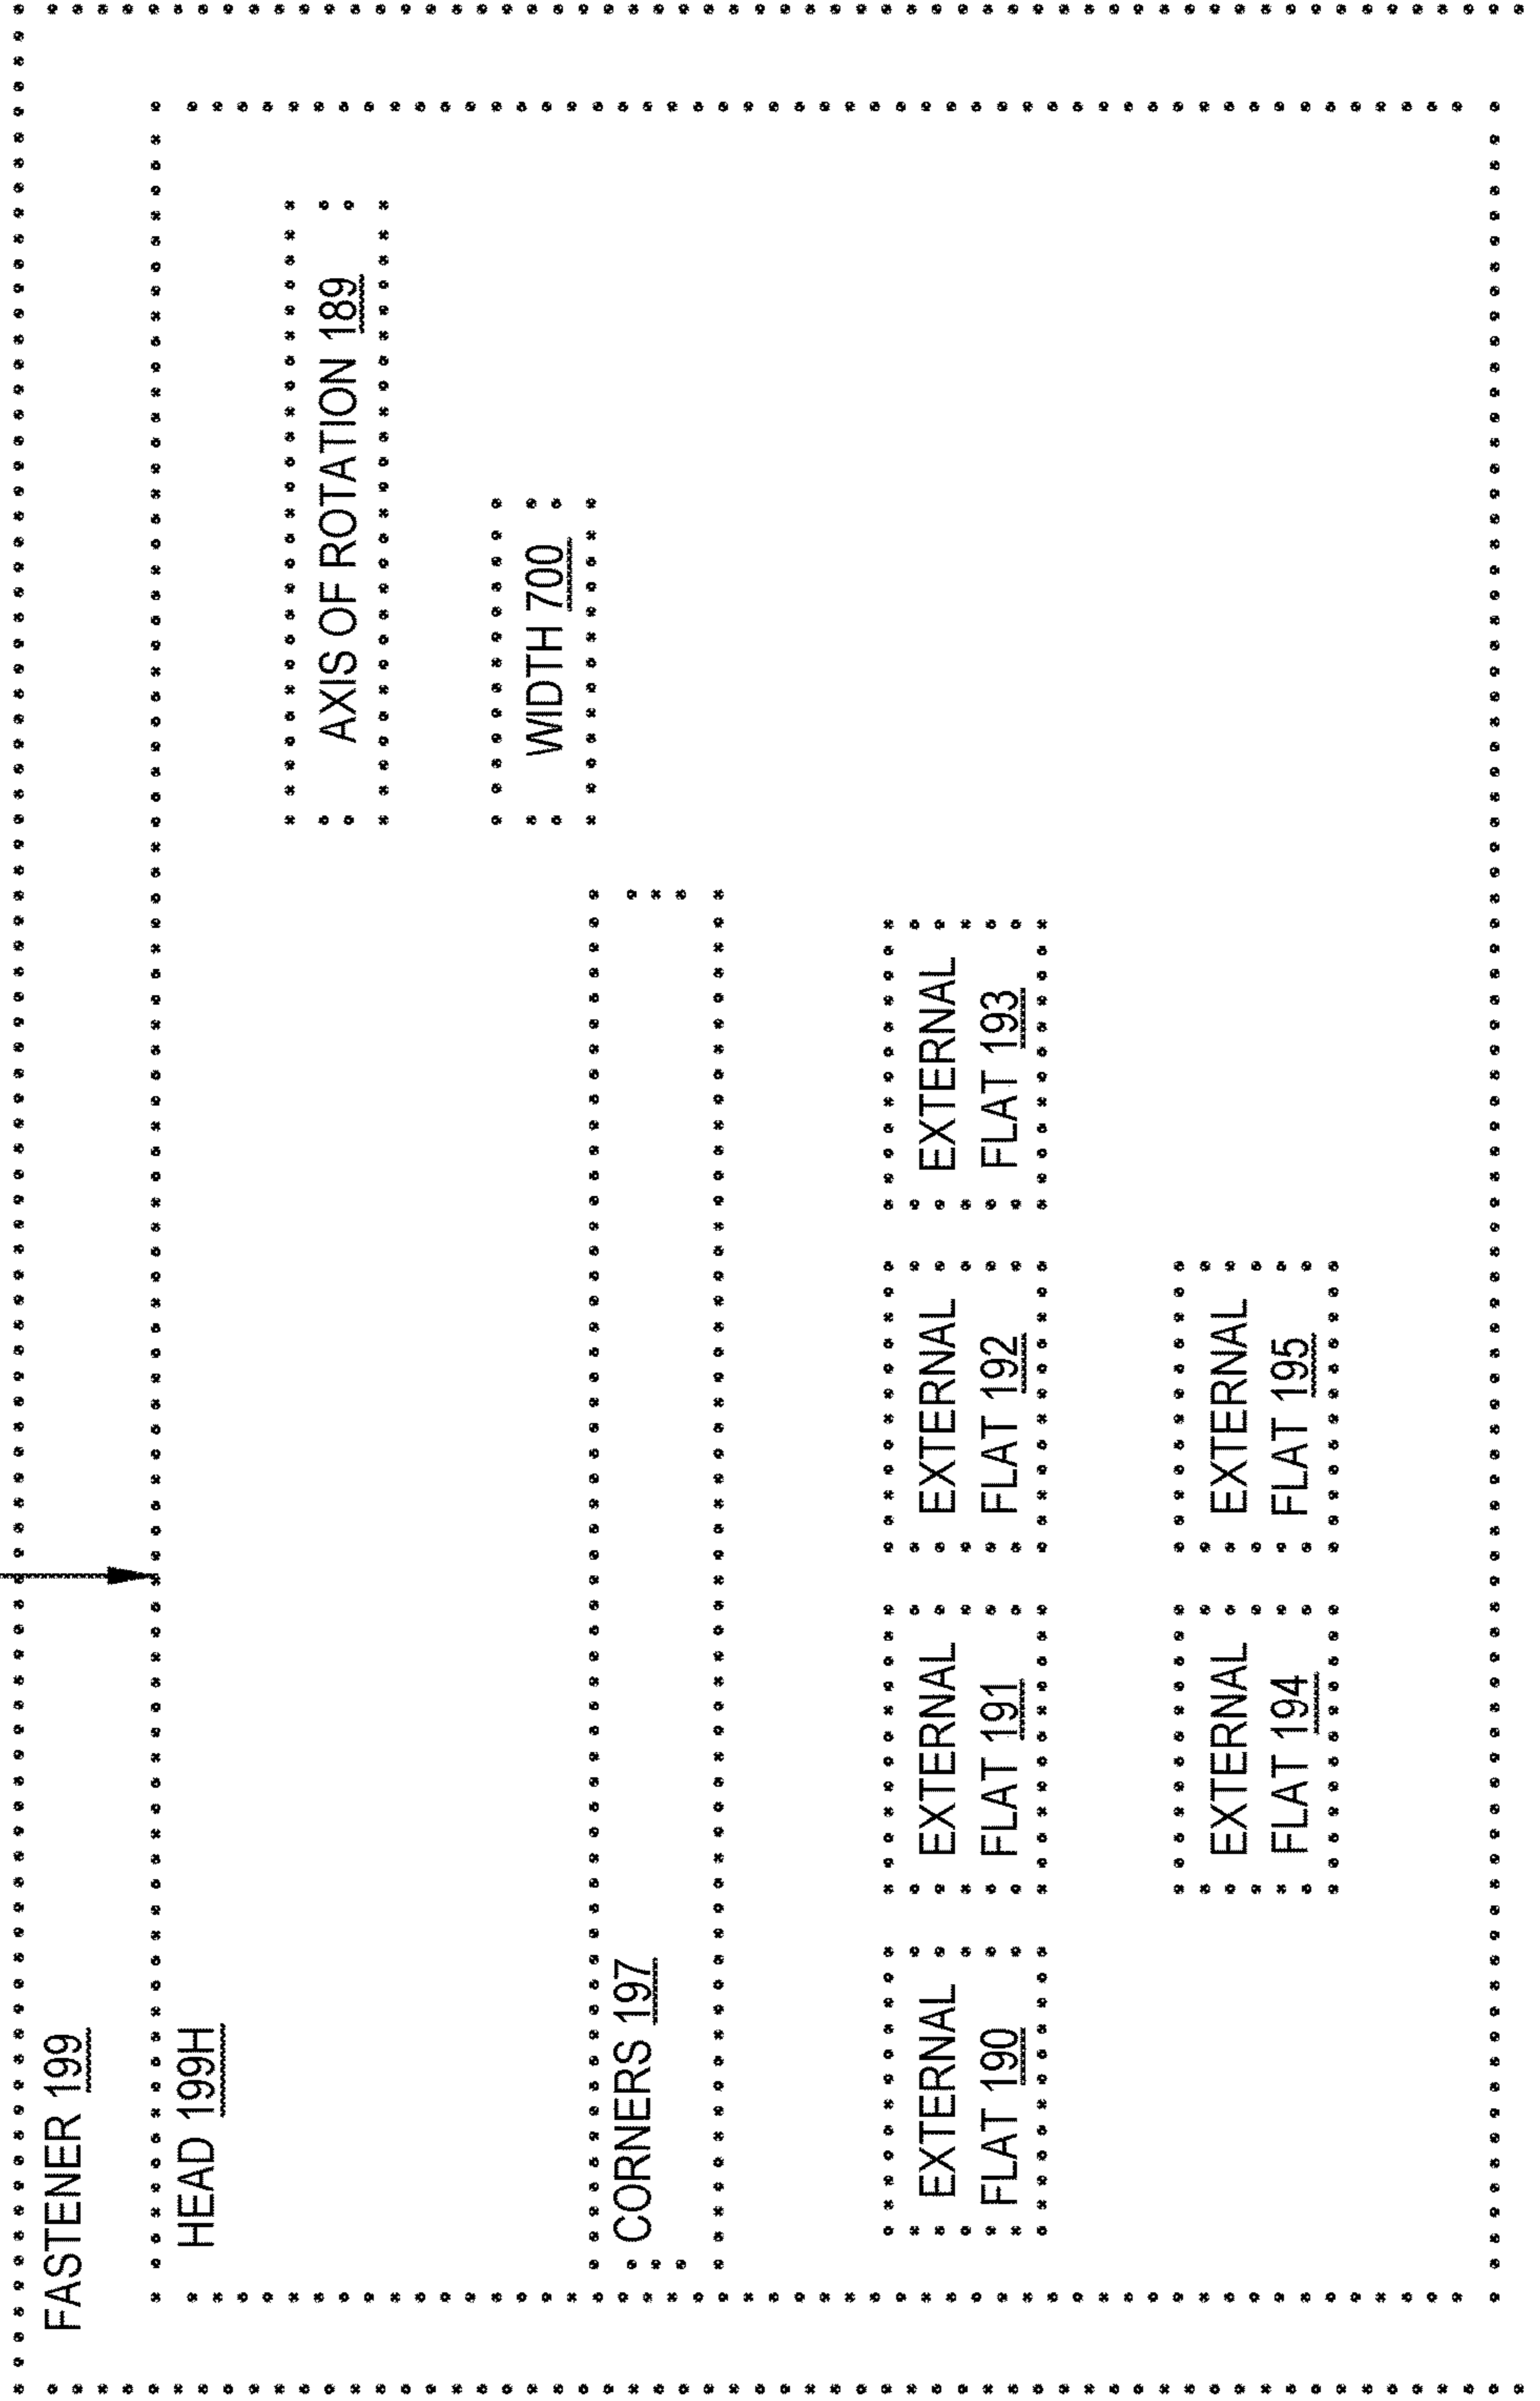 FASTENER 199
HEAD 199H
AXIS OF ROTATION 189
WIDTH 700
CORNERS 197
EXTERNAL
FLAT 190
EXTERNAL
FLAT 191
EXTERNAL
FLAT 192
EXTERNAL
FLAT 193
EXTERNAL
FLAT 194
EXTERNAL
FLAT 195